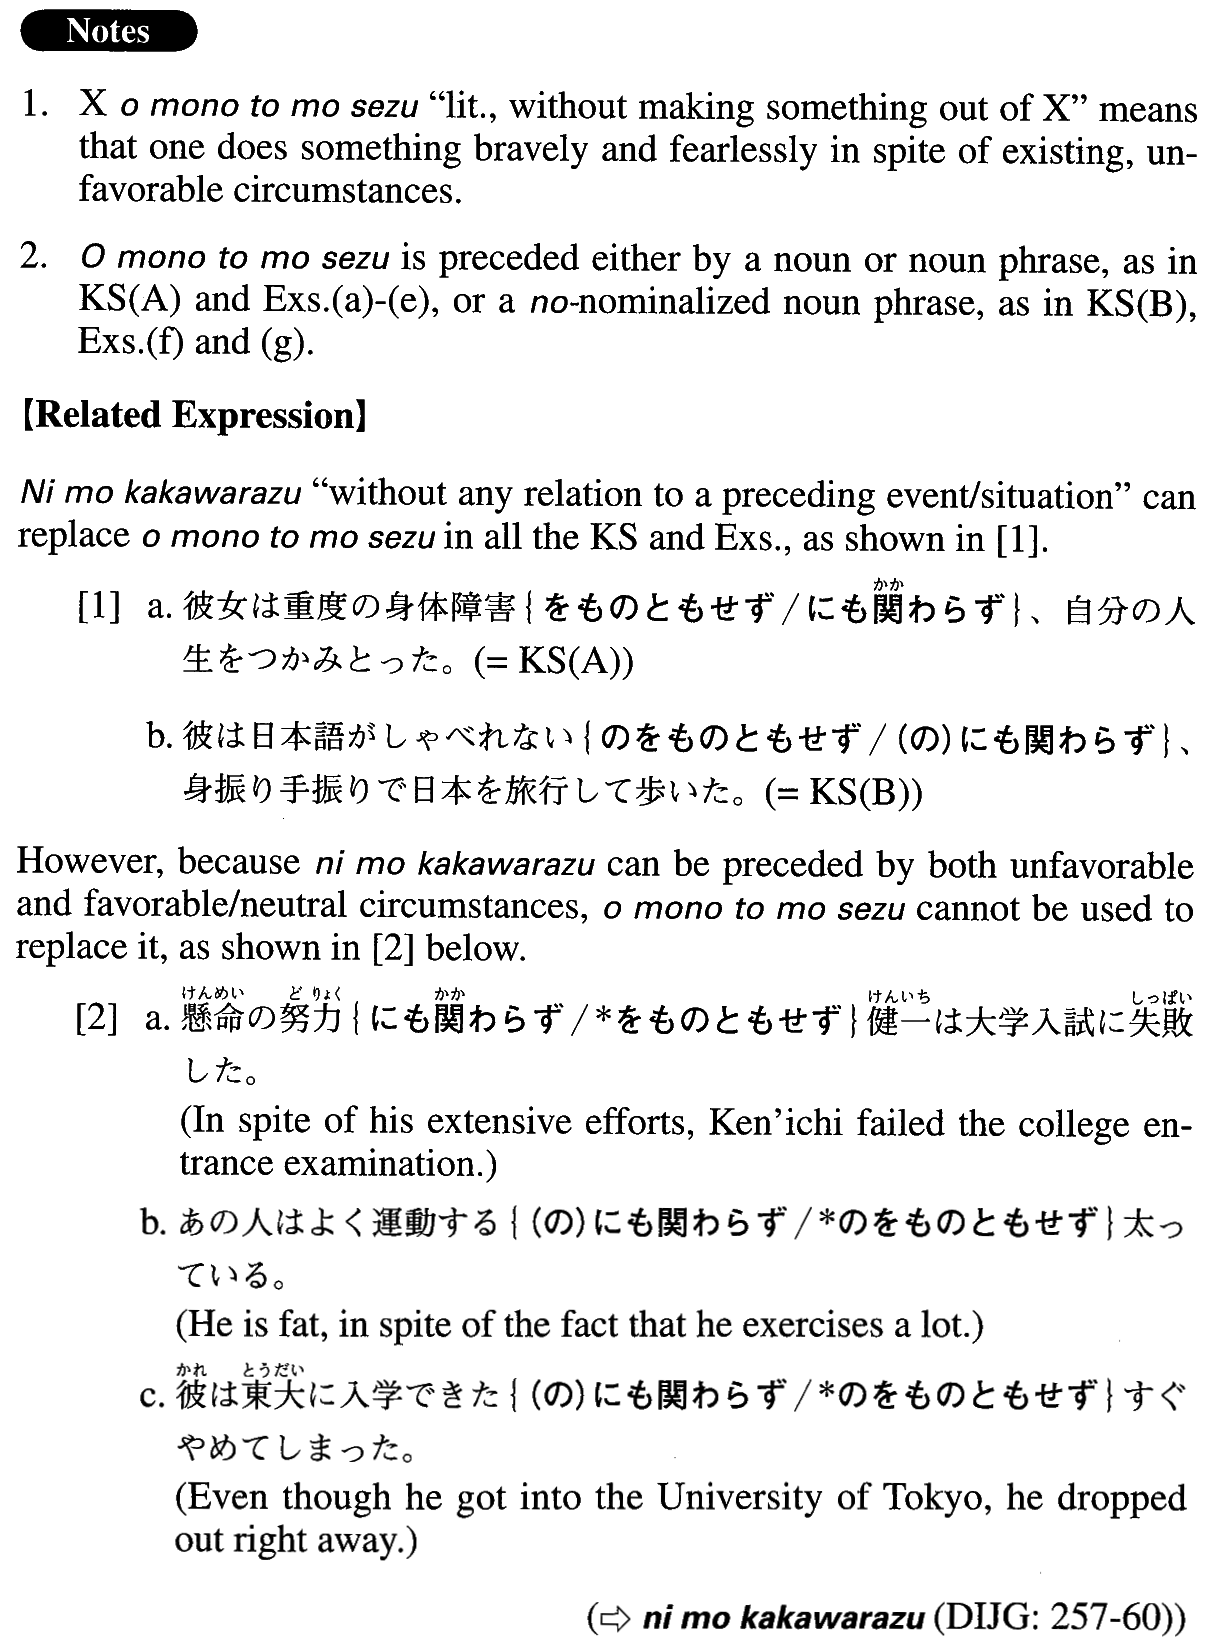 Notes
1. X o mono to mo sezu “lit., without making something out of X” means
that one does something bravely and fearlessly in spite of existing, un-
favorable circumstances.
2. O mono to mo sezu is preceded either by a noun or noun phrase, as in
KS(A) and Exs.(a)-(e), or a no-nominalized noun phrase, as in KS(B),
Exs.(f) and (g).
【Related Expression】
Ni mo kakawarazu “without any relation to a preceding event/situation” can
replace o mono to mo sezu in all the KS and Exs., as shown in [1].
かか
[1] a. 彼女は重度の身体障害{をものともせず/にも関わらず}、自分の人
生をつかみとった。(= KS(A))
b. 彼は日本語がしゃべれない{のをものともせず/(の)にも関わらず}、
身振り手振りで日本を旅行して歩いた。(= KS(B))
However, because ni mo kakawarazu can be preceded by both unfavorable
and favorable/neutral circumstances, o mono to mo sezu cannot be used to
replace it, as shown in [2] below.
けんめい どりょく かか けんいち しっぱい
[2] a. 懸命の努力{にも関わらず/*をものともせず}健一は大学入試に失敗
した。
(In spite of his extensive efforts, Ken’ichi failed the college en-
trance examination.)
b. あの人はよく運動する{(の)にも関わらず/*のをものともせず}太っ
ている。
(He is fat, in spite of the fact that he exercises a lot.)
かれ とうだい
c. 彼は東大に入学できた{(の)にも関わらず/*のをものともせず}すぐ
やめてしまった。
(Even though he got into the University of Tokyo, he dropped
out right away.)
(⇨ ni mo kakawarazu (DIJG: 257-60))